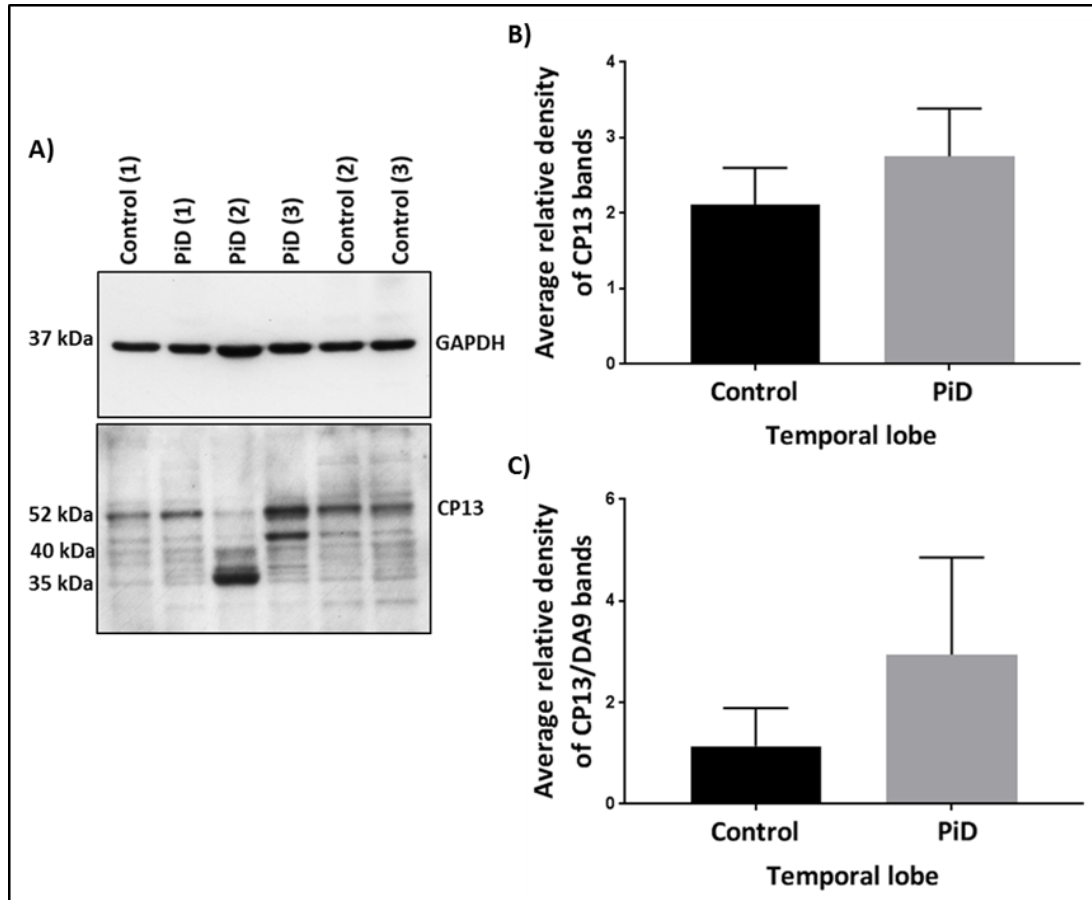 A)
Control (1)
PiD (1)
PiD (2)
PiD (3)
Control (2)
Control (3)
37 kDa
GAPDH
52 kDa
40 kDa
35 kDa
CP13
B)
Average relative density
of CP13 bands
4
3
2
1
0
Control
PiD
Temporal lobe
C)
Average relative density
of CP13/DA9 bands
6
4
2
0
Control
PiD
Temporal lobe